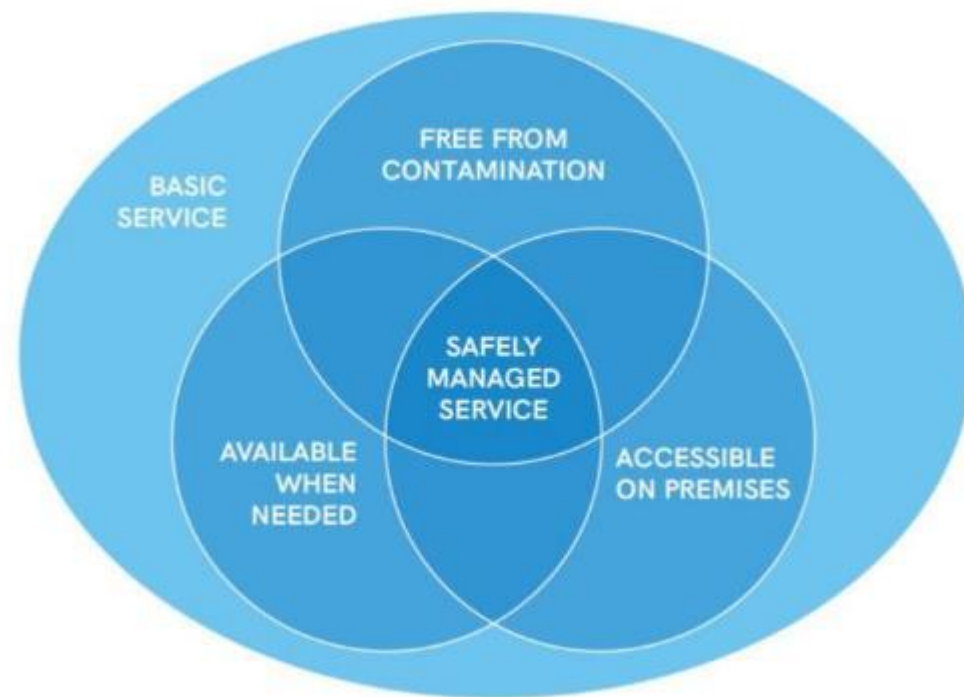 FREE FROM
CONTAMINATION
BASIC
SERVICE
SAFELY
MANAGED
SERVICE
AVAILABLE
WHEN
NEEDED
ACCESSIBLE
ON PREMISES